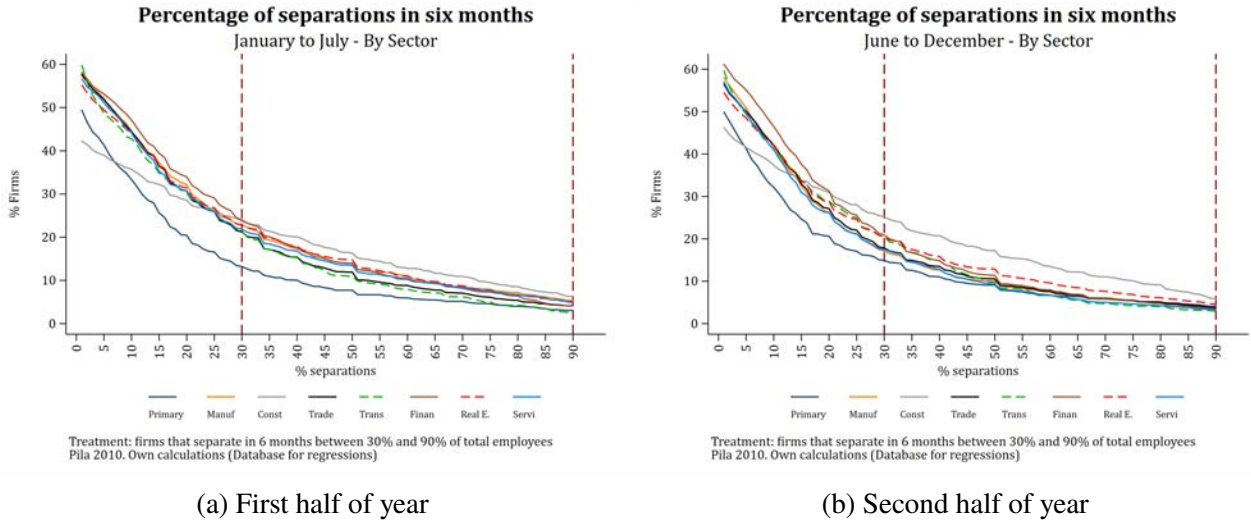 Percentage of separations in six months
January to July - By Sector
% Firms
60
50
40
30
20
10
0
0 5 10 15 20 25 30 35 40 45 50 55 60 65 70 75 80 85 90
% separations
Primary Manuf Const Trade Trans Finan Real E. Servi
Treatment: firms that separate in 6 months between 30% and 90% of total employees
Pila 2010. Own calculations (Database for regressions)
(a) First half of year
Percentage of separations in six months
June to December - By Sector
% Firms
60
50
40
30
20
10
0
0 5 10 15 20 25 30 35 40 45 50 55 60 65 70 75 80 85 90
% separations
Primary Manuf Const Trade Trans Finan Real E. Servi
Treatment: firms that separate in 6 months between 30% and 90% of total employees
Pila 2010. Own calculations (Database for regressions)
(b) Second half of year